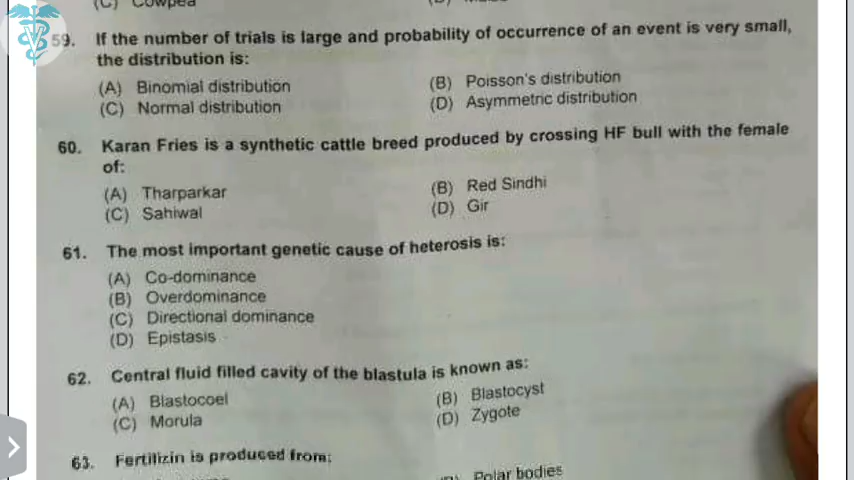 (C) Cowpea
59. If the number of trials is large and probability of occurrence of an event is very small,
the distribution is:
(A) Binomial distribution (B) Poisson's distribution
(C) Normal distribution (D) Asymmetric distribution
60. Karan Fries is a synthetic cattle breed produced by crossing HF bull with the female
of:
(A) Tharparkar (B) Red Sindhi
(C) Sahiwal (D) Gir
61. The most important genetic cause of heterosis is:
(A) Co-dominance
(B) Overdominance
(C) Directional dominance
(D) Epistasis
62. Central fluid filled cavity of the blastula is known as:
(A) Blastocoel (B) Blastocyst
(C) Morula (D) Zygote
63. Fertilizin is produced from:
Polar bodies